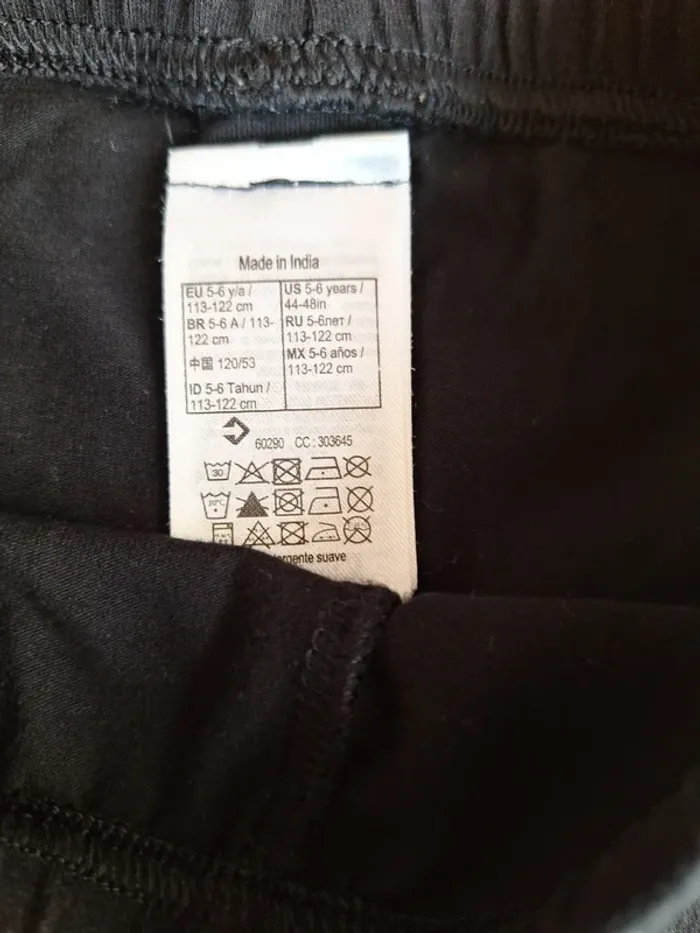 Made in India
EU 5-6 y/a /
113-122 cm
BR 5-6 A / 113-
122 cm
中国 120/53
ID 5-6 Tahun /
113-122 cm
US 5-6 years /
44-48in
RU 5-6лет /
113-122 cm
MX 5-6 años /
113-122 cm
60290 CC : 303645
30
30°C
suave